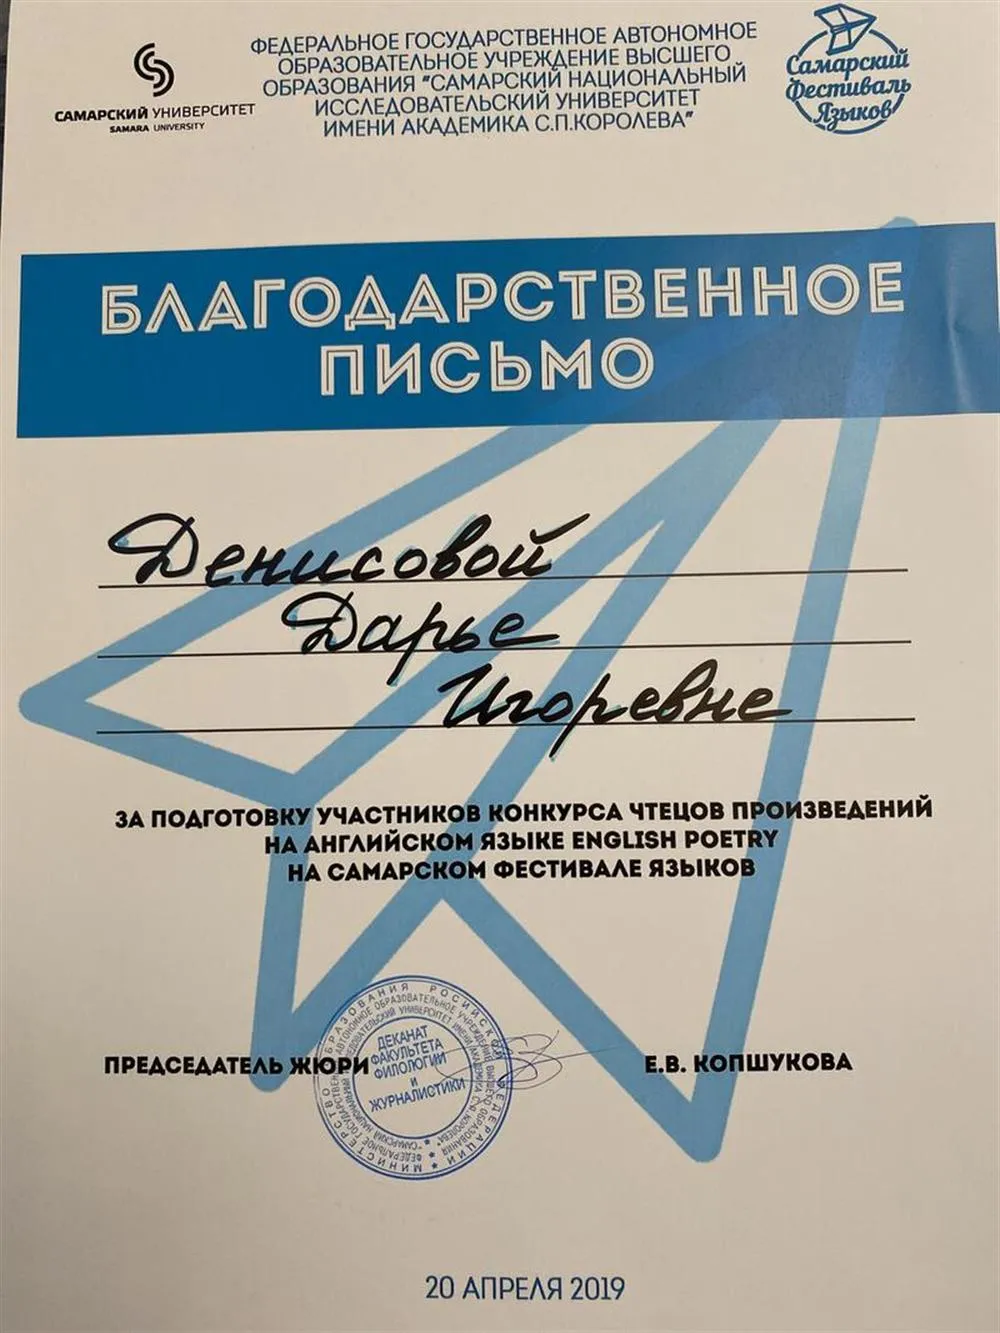 САМАРСКИЙ УНИВЕРСИТЕТ
SAMARA UNIVERSITY
ФЕДЕРАЛЬНОЕ ГОСУДАРСТВЕННОЕ АВТОНОМНОЕ
ОБРАЗОВАТЕЛЬНОЕ УЧРЕЖДЕНИЕ ВЫСШЕГО
ОБРАЗОВАНИЯ "САМАРСКИЙ НАЦИОНАЛЬНЫЙ
ИССЛЕДОВАТЕЛЬСКИЙ УНИВЕРСИТЕТ
ИМЕНИ АКАДЕМИКА С.П.КОРОЛЕВА"
Самарский
Фестиваль
Языков
БЛАГОДАРСТВЕННОЕ
ПИСЬМО
Денисовой
Дарье
Игоревне
ЗА ПОДГОТОВКУ УЧАСТНИКОВ КОНКУРСА ЧТЕЦОВ ПРОИЗВЕДЕНИЙ
НА АНГЛИЙСКОМ ЯЗЫКЕ ENGLISH POETRY
НА САМАРСКОМ ФЕСТИВАЛЕ ЯЗЫКОВ
ПРЕДСЕДАТЕЛЬ ЖЮРИ
ДЕКАНАТ
ФАКУЛЬТЕТА
ФИЛОЛОГИИ
И
ЖУРНАЛИСТИКИ
Е.В. КОПШУКОВА
20 АПРЕЛЯ 2019